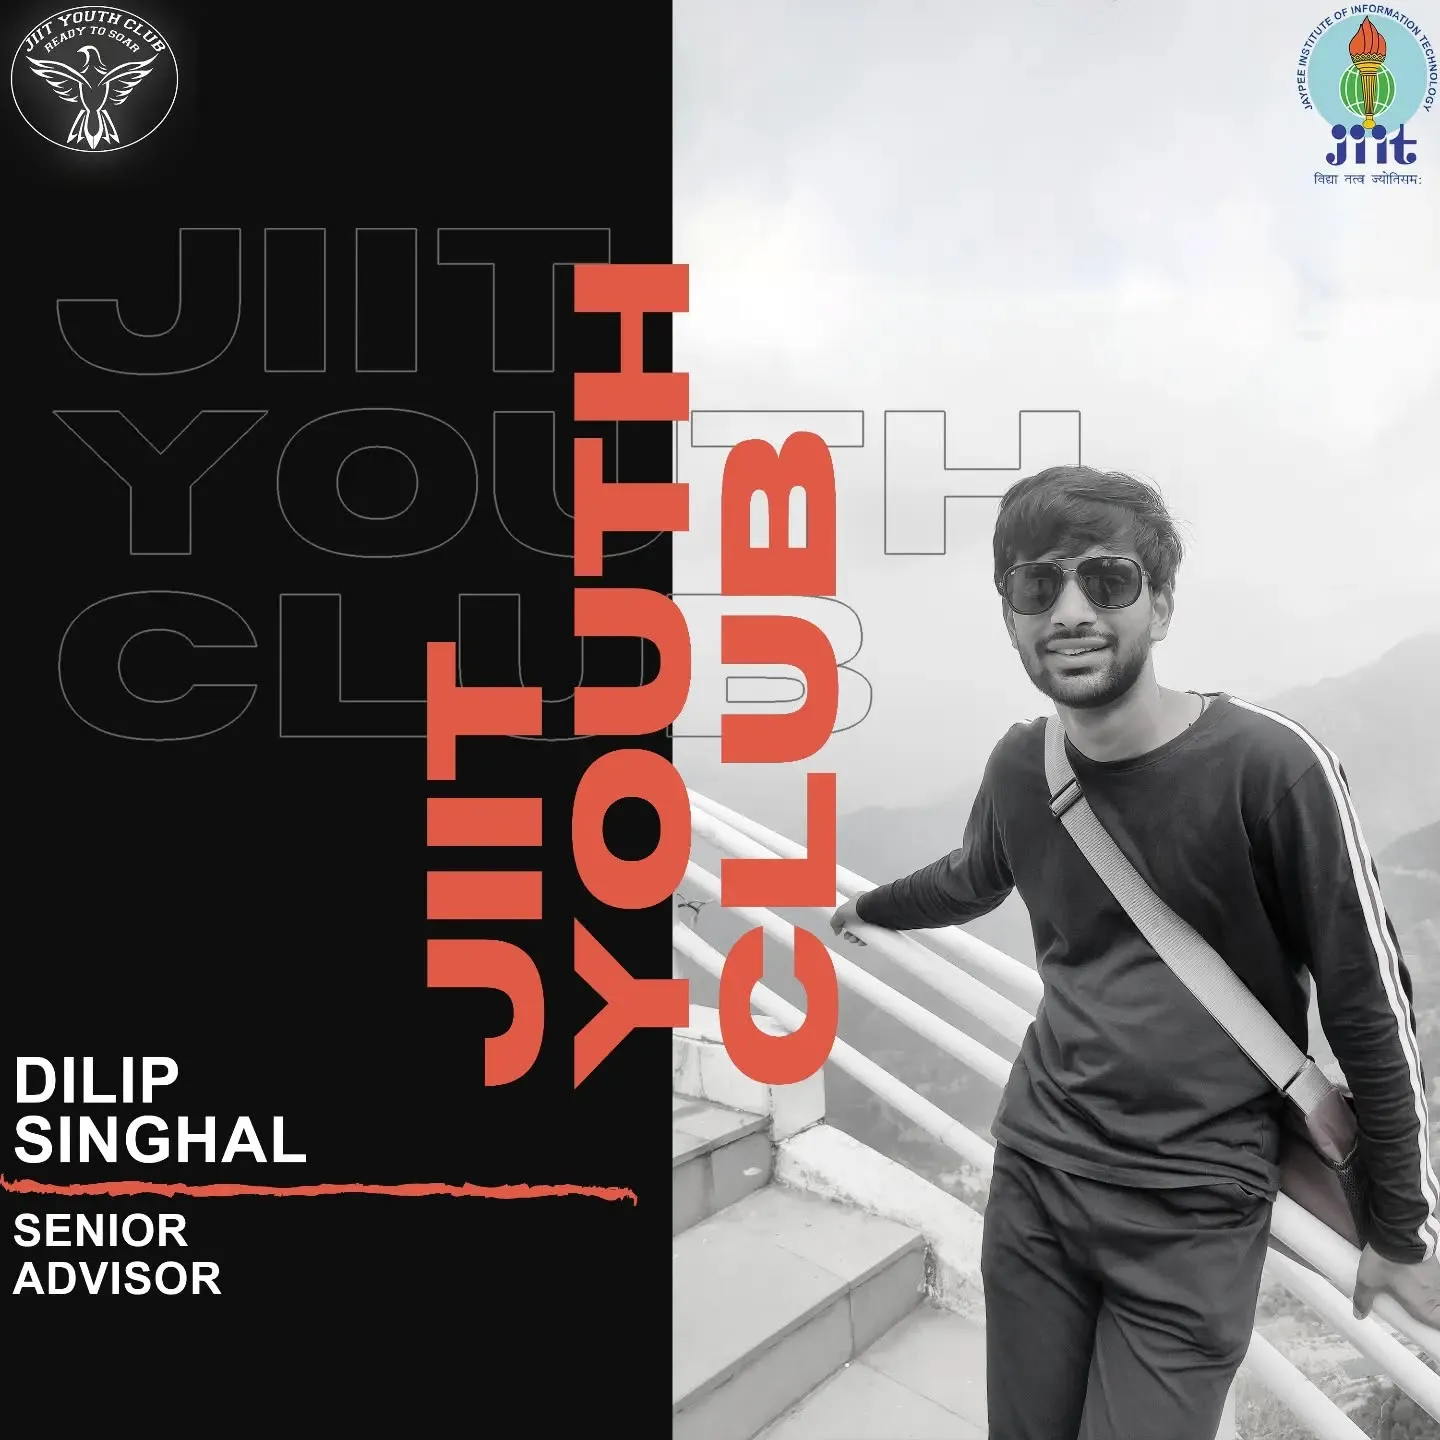 JIIT YOUTH CLUB
READY TO SOAR
JAYPEE INSTITUTE OF INFORMATION TECHNOLOGY
jiit
विद्या तत्व ज्योतिसम:
JIIT
YOUTH
CLUB
JIIT
YOUTH
CLUB
DILIP
SINGHAL
SENIOR
ADVISOR